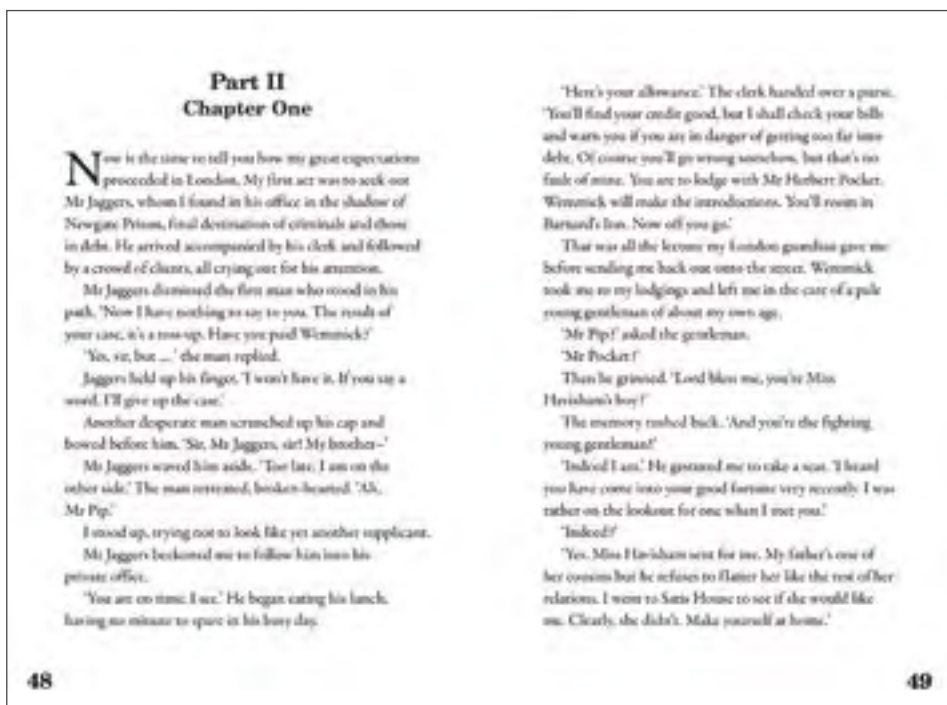 Part II
Chapter One
Now is the time to tell you how my great expectations
proceeded in London. My first act was to seek out
Mr Jaggers, whom I found in his office in the shadow of
Newgate Prison, final destination of criminals and those
in debt. He arrived accompanied by his clerk and followed
by a crowd of clients, all crying out for his attention.
Mr Jaggers dismissed the first man who stood in his
path. ‘Now I have nothing to say to you. The result of
your case, it’s a toss-up. Have you paid Wemmick?’
‘Yes, sir, but ...’ the man replied.
Jaggers held up his finger. ‘I won’t have it. If you say a
word, I’ll give up the case.’
Another desperate man scrunched up his cap and
bowed before him. ‘Sir, Mr Jaggers, sir! My brother–’
Mr Jaggers waved him aside. ‘Too late. I am on the
other side.’ The man retreated, broken-hearted. ‘Ah,
Mr Pip.’
I stood up, trying not to look like yet another supplicant.
Mr Jaggers beckoned me to follow him into his
private office.
‘You are on time, I see.’ He began eating his lunch,
having no minute to spare in his busy day.
48
‘Here’s your allowance.’ The clerk handed over a purse.
‘You’ll find your credit good, but I shall check your bills
and warn you if you are in danger of getting too far into
debt. Of course you’ll go wrong somehow, but that’s no
fault of mine. You are to lodge with Mr Herbert Pocket.
Wemmick will make the introductions. You’ll room in
Barnard’s Inn. Now off you go.’
That was all the lecture my London guardian gave me
before sending me back out onto the street. Wemmick
took me to my lodgings and left me in the care of a pale
young gentleman of about my own age.
‘Mr Pip?’ asked the gentleman.
‘Mr Pocket?’
Then he grinned. ‘Lord bless me, you’re Miss
Havisham’s boy!’
The memory rushed back. ‘And you’re the fighting
young gentleman!’
‘Indeed I am.’ He gestured me to take a seat. ‘I heard
you have come into your good fortune very recently. I was
rather on the lookout for one when I met you.’
‘Indeed?’
‘Yes. Miss Havisham sent for me. My father’s one of
her cousins but he refuses to flatter her like the rest of her
relations. I went to Satis House to see if she would like
me. Clearly, she didn’t. Make yourself at home.’
49